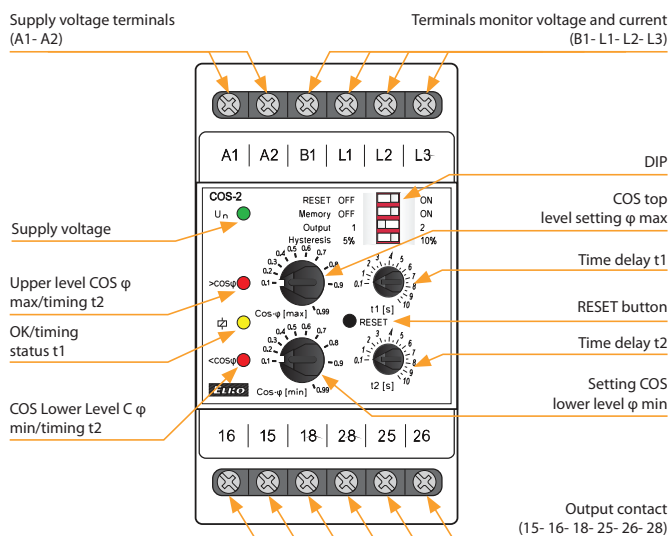 Supply voltage terminals
(A1- A2)
Terminals monitor voltage and current
(B1- L1- L2- L3)
A1 A2 B1 L1 L2 L3
DIP
COS-2
RESET OFF ON
Un
Memory OFF ON
Output 1 2
Hysteresis 5% 10%
COS top
level setting φ max
Supply voltage
0.1 0.2 0.3 0.4 0.5 0.6 0.7 0.8 0.9 0.99
0.1 1 2 3 4 5 6 7 8 9 10
Time delay t1
Upper level COS φ
max/timing t2
>cosφ
Cos-φ [max]
t1 [s]
RESET
RESET button
OK/timing
status t1
0.1 0.2 0.3 0.4 0.5 0.6 0.7 0.8 0.9 0.99
0.1 1 2 3 4 5 6 7 8 9 10
Time delay t2
<cosφ
ELKO
Cos-φ [min]
t2 [s]
Setting COS
lower level φ min
COS Lower Level C φ
min/timing t2
16 15 18 28 25 26
Output contact
(15- 16- 18- 25- 26- 28)